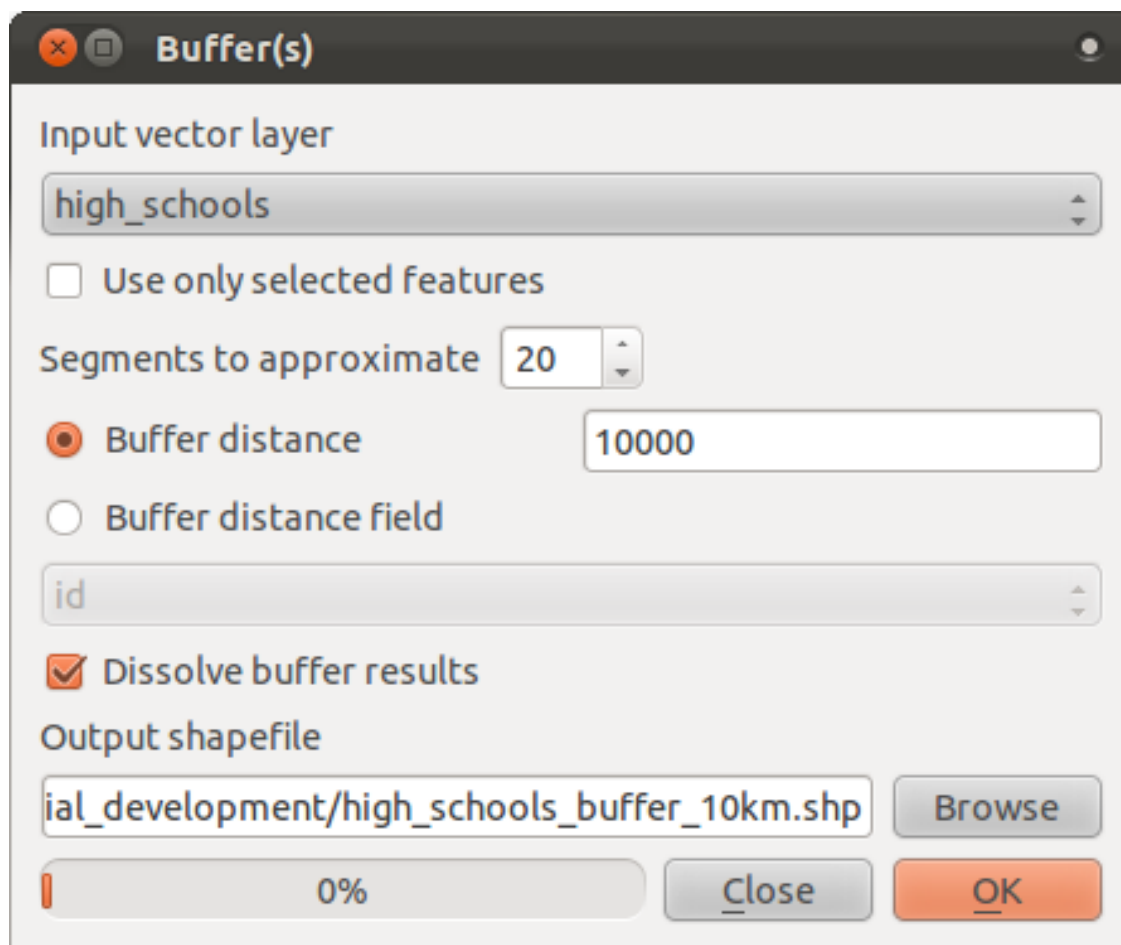 Buffer(s)
Input vector layer
high_schools
Use only selected features
Segments to approximate 20
Buffer distance 10000
Buffer distance field
id
Dissolve buffer results
Output shapefile
ial_development/high_schools_buffer_10km.shp Browse
0% Close OK